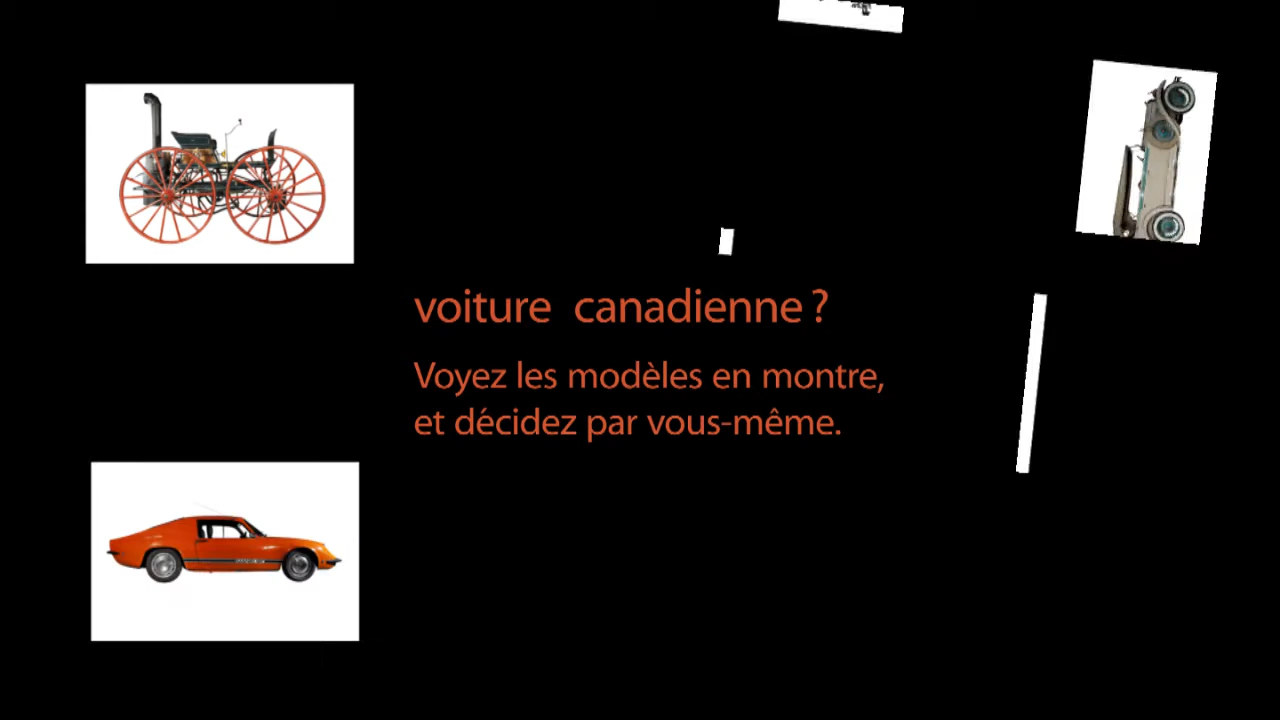 voiture canadienne ?
Voyez les modèles en montre,
et décidez par vous-même.